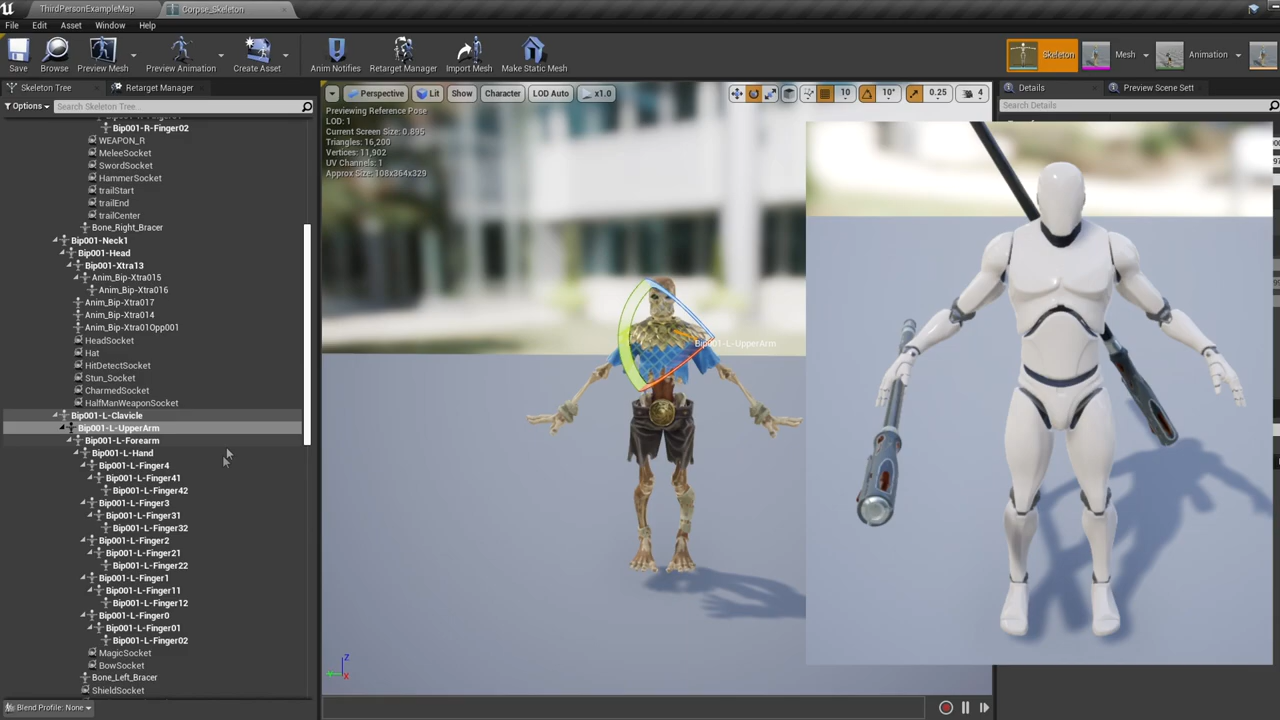 ThirdPersonExampleMap
Corpse_Skeleton
File Edit Asset Window Help
Save Browse Preview Mesh Preview Animation Create Asset Anim Notifies Retarget Manager Import Mesh Make Static Mesh
Skeleton Mesh Animation
Skeleton Tree Retarget Manager
Options Search Skeleton Tree...
Bip001-R-Finger02
WEAPON_R
MeleeSocket
SwordSocket
HammerSocket
trailStart
trailEnd
trailCenter
Bone_Right_Bracer
Bip001-Neck1
Bip001-Head
Bip001-Xtra13
Anim_Bip-Xtra015
Anim_Bip-Xtra016
Anim_Bip-Xtra017
Anim_Bip-Xtra014
Anim_Bip-Xtra01Opp001
HeadSocket
Hat
HitDetectSocket
Stun_Socket
CharmedSocket
HalfManWeaponSocket
Bip001-L-Clavicle
Bip001-L-UpperArm
Bip001-L-Forearm
Bip001-L-Hand
Bip001-L-Finger4
Bip001-L-Finger41
Bip001-L-Finger42
Bip001-L-Finger3
Bip001-L-Finger31
Bip001-L-Finger32
Bip001-L-Finger2
Bip001-L-Finger21
Bip001-L-Finger22
Bip001-L-Finger1
Bip001-L-Finger11
Bip001-L-Finger12
Bip001-L-Finger0
Bip001-L-Finger01
Bip001-L-Finger02
MagicSocket
BowSocket
Bone_Left_Bracer
ShieldSocket
Blend Profile: None
Perspective Lit Show Character LOD Auto x1.0 10 10° 0.25 4
Previewing Reference Pose
LOD: 1
Current Screen Size: 0.895
Triangles: 16,200
Vertices: 11,902
UV Channels: 1
Approx Size: 108x364x329
Bip001-L-UpperArm
Z
X
Details Preview Scene Sett
Search Details